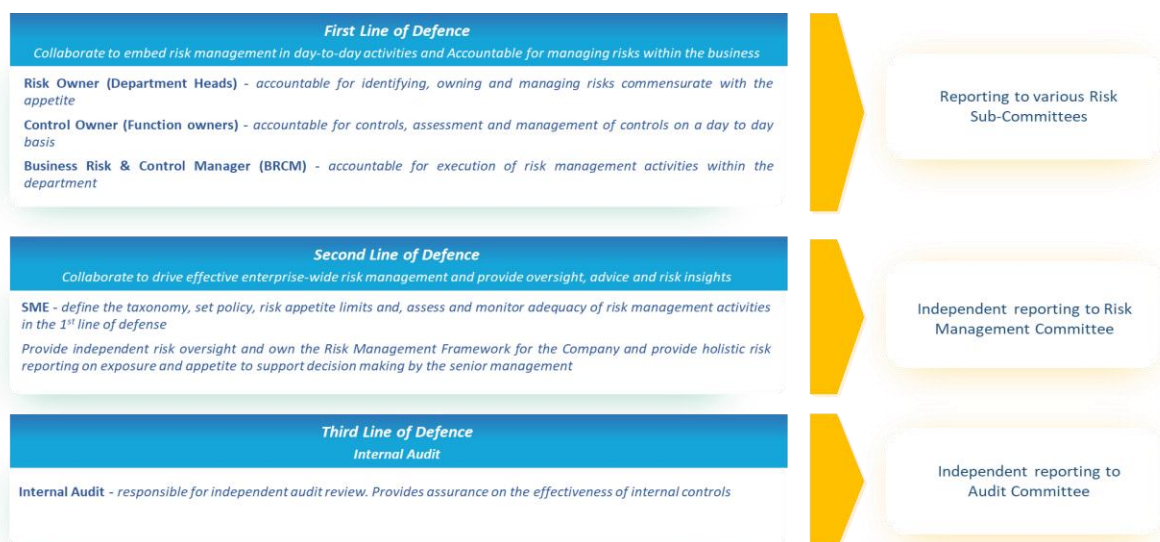 First Line of Defence
Collaborate to embed risk management in day-to-day activities and Accountable for managing risks within the business
Risk Owner (Department Heads) - accountable for identifying, owning and managing risks commensurate with the
appetite
Control Owner (Function owners) - accountable for controls, assessment and management of controls on a day to day
basis
Business Risk & Control Manager (BRCM) - accountable for execution of risk management activities within the
department
Reporting to various Risk
Sub-Committees
Second Line of Defence
Collaborate to drive effective enterprise-wide risk management and provide oversight, advice and risk insights
SME - define the taxonomy, set policy, risk appetite limits and, assess and monitor adequacy of risk management activities
in the 1st line of defense
Provide independent risk oversight and own the Risk Management Framework for the Company and provide holistic risk
reporting on exposure and appetite to support decision making by the senior management
Independent reporting to Risk
Management Committee
Third Line of Defence
Internal Audit
Internal Audit - responsible for independent audit review. Provides assurance on the effectiveness of internal controls
Independent reporting to
Audit Committee